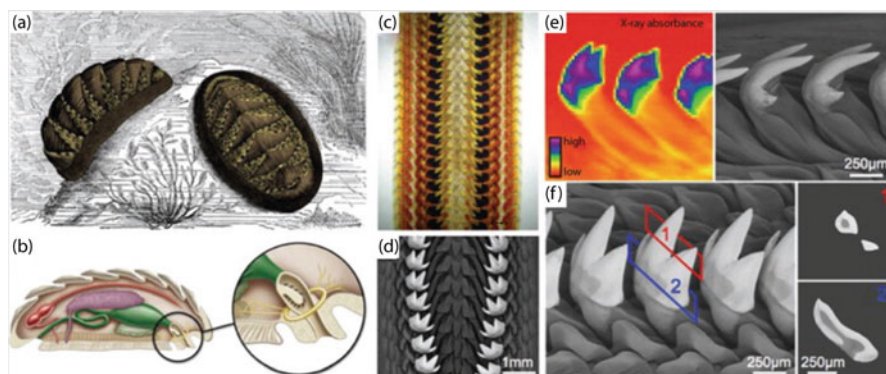 (a)
(b)
(c)
(d)
1mm
(e)
X-ray absorbance
high
low
250µm
(f)
1
2
250µm
1
2
250µm